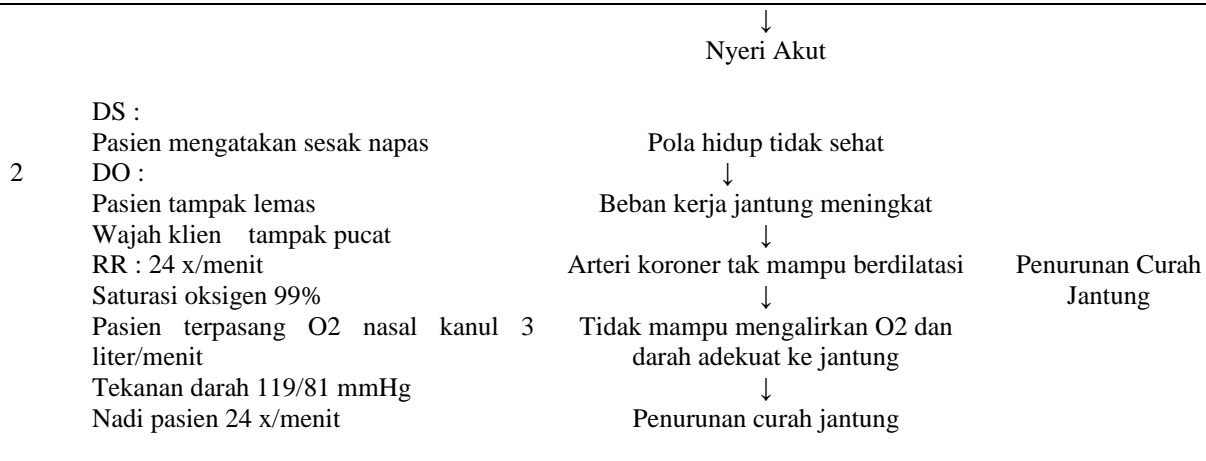 ↓
Nyeri Akut
DS :
Pasien mengatakan sesak napas
2 DO :
Pasien tampak lemas
Wajah klien tampak pucat
RR : 24 x/menit
Saturasi oksigen 99%
Pasien terpasang O2 nasal kanul 3
liter/menit
Tekanan darah 119/81 mmHg
Nadi pasien 24 x/menit
Pola hidup tidak sehat
↓
Beban kerja jantung meningkat
↓
Arteri koroner tak mampu berdilatasi
↓
Tidak mampu mengalirkan O2 dan
darah adekuat ke jantung
↓
Penurunan curah jantung
Penurunan Curah
Jantung